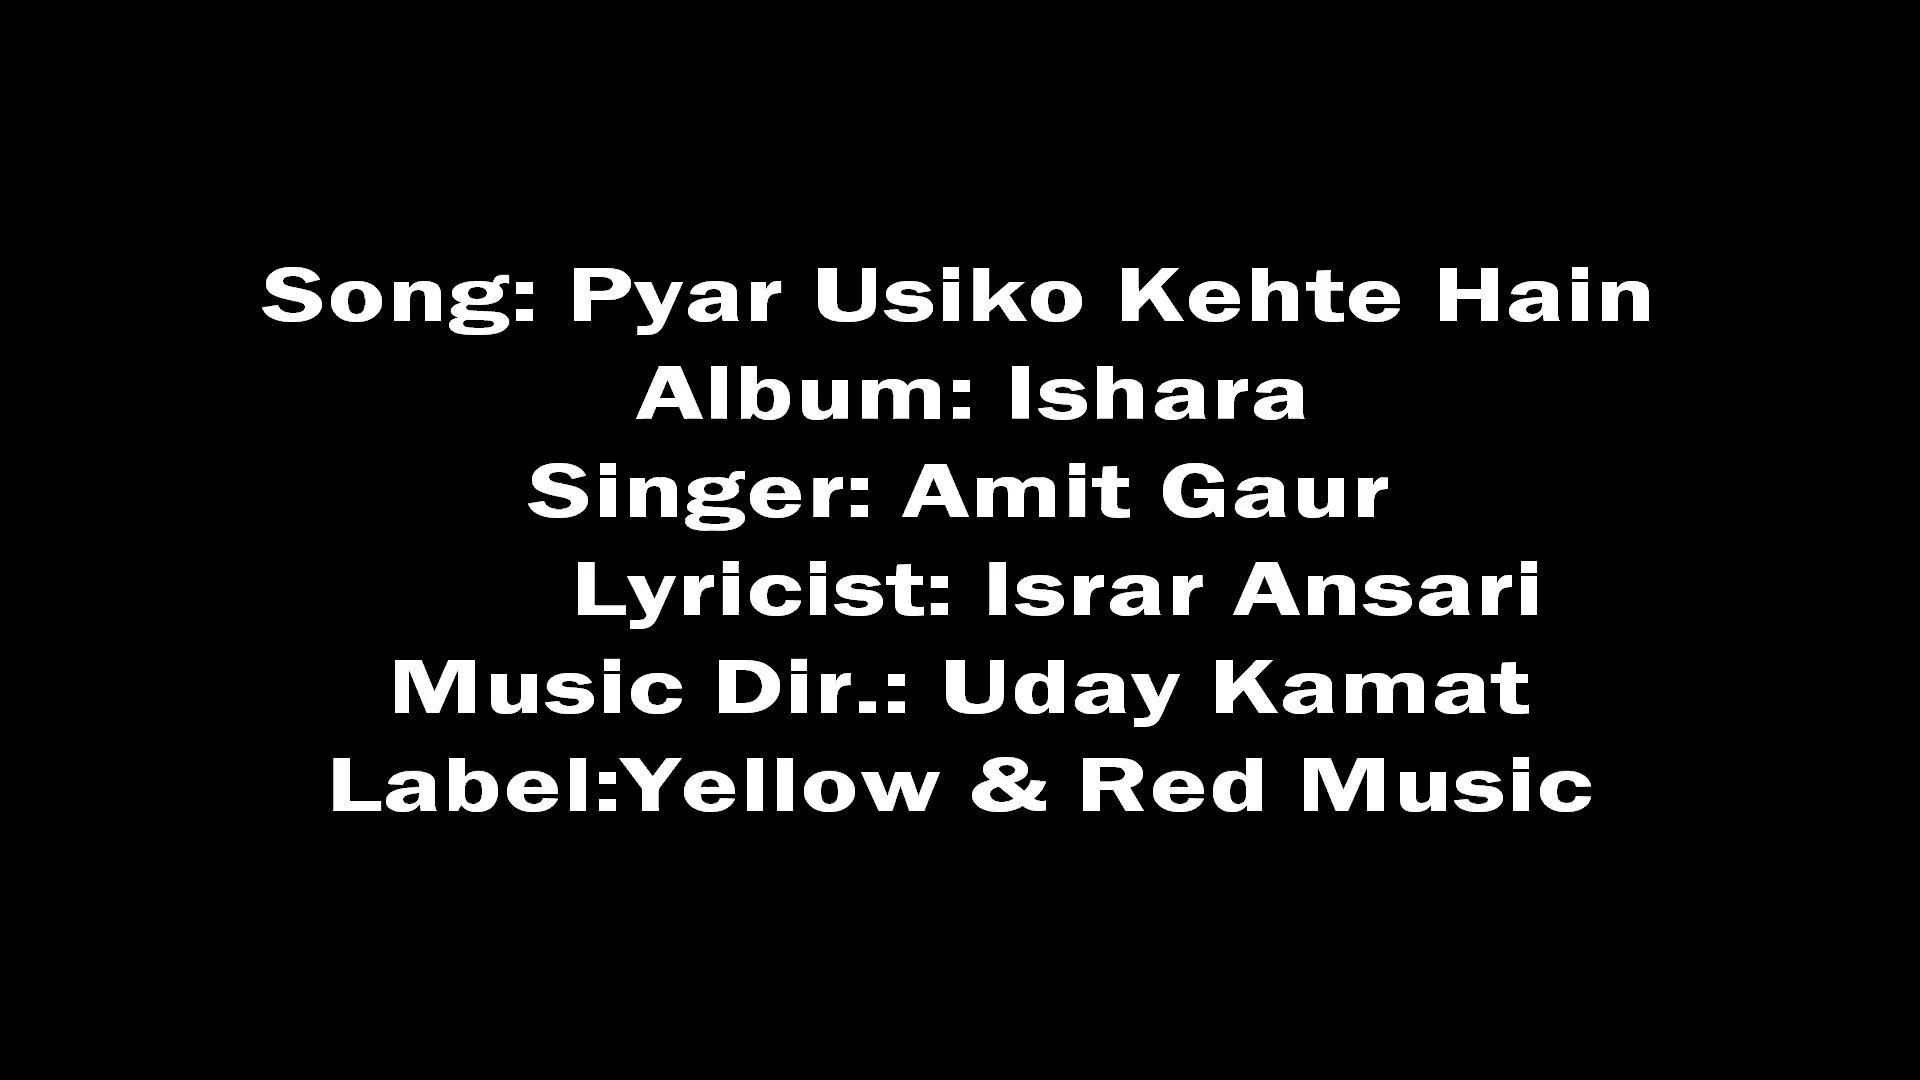 Song: Pyar Usiko Kehte Hain
Album: Ishara
Singer: Amit Gaur
Lyricist: Israr Ansari
Music Dir.: Uday Kamat
Label:Yellow & Red Music